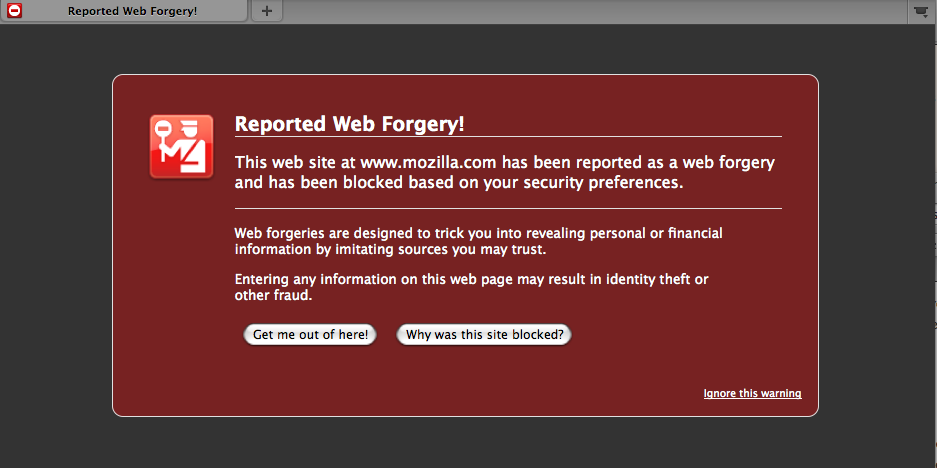 Reported Web Forgery!
+
Reported Web Forgery!
This web site at www.mozilla.com has been reported as a web forgery
and has been blocked based on your security preferences.
Web forgeries are designed to trick you into revealing personal or financial
information by imitating sources you may trust.
Entering any information on this web page may result in identity theft or
other fraud.
Get me out of here!
Why was this site blocked?
Ignore this warning